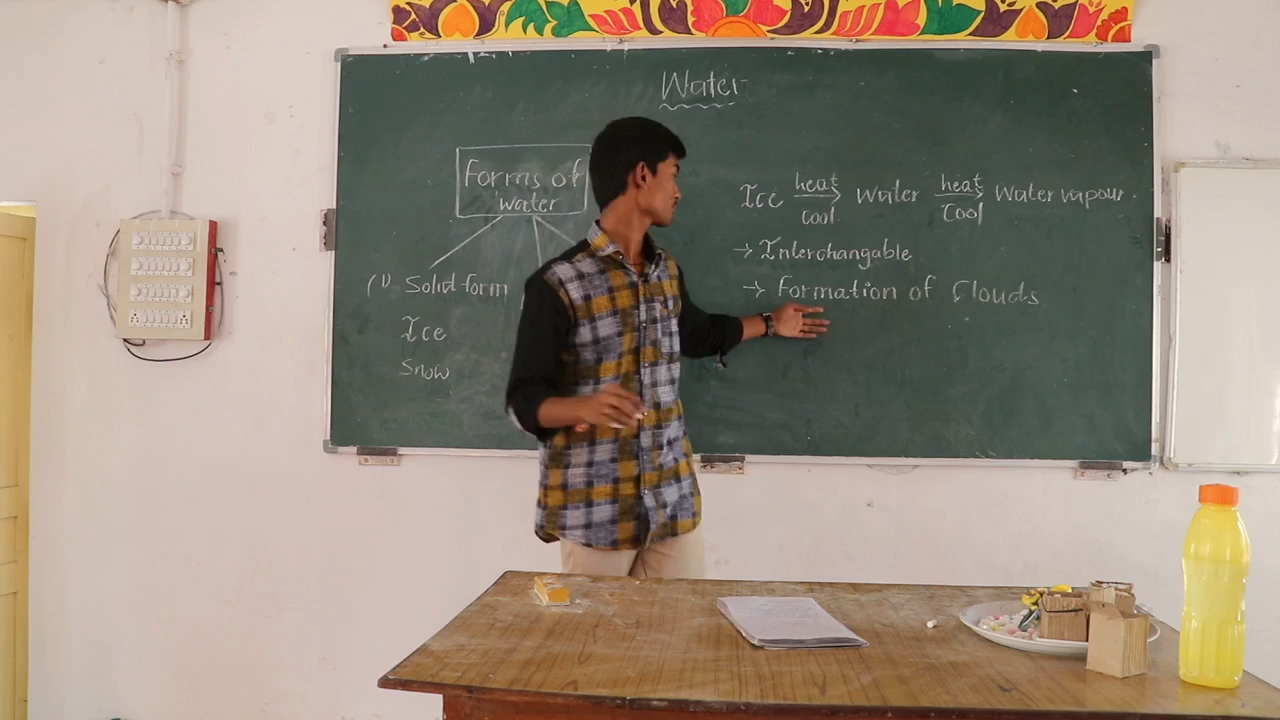 Water
Forms of
water
(1) Solid form
Ice
Snow
Ice heat cool Water heat Cool Water vapour.
→ Interchangable
→ Formation of Clouds